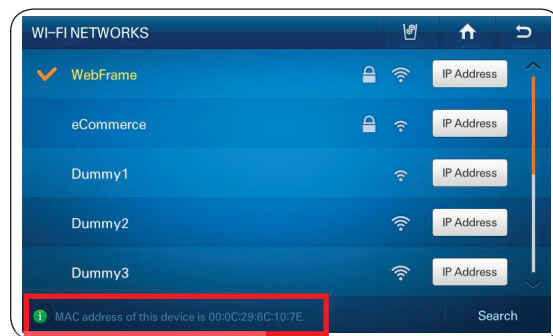 WI-FI NETWORKS
WebFrame IP Address
eCommerce IP Address
Dummy1 IP Address
Dummy2 IP Address
Dummy3 IP Address
MAC address of this device is 00:0C:29:6C:10:7E. Search